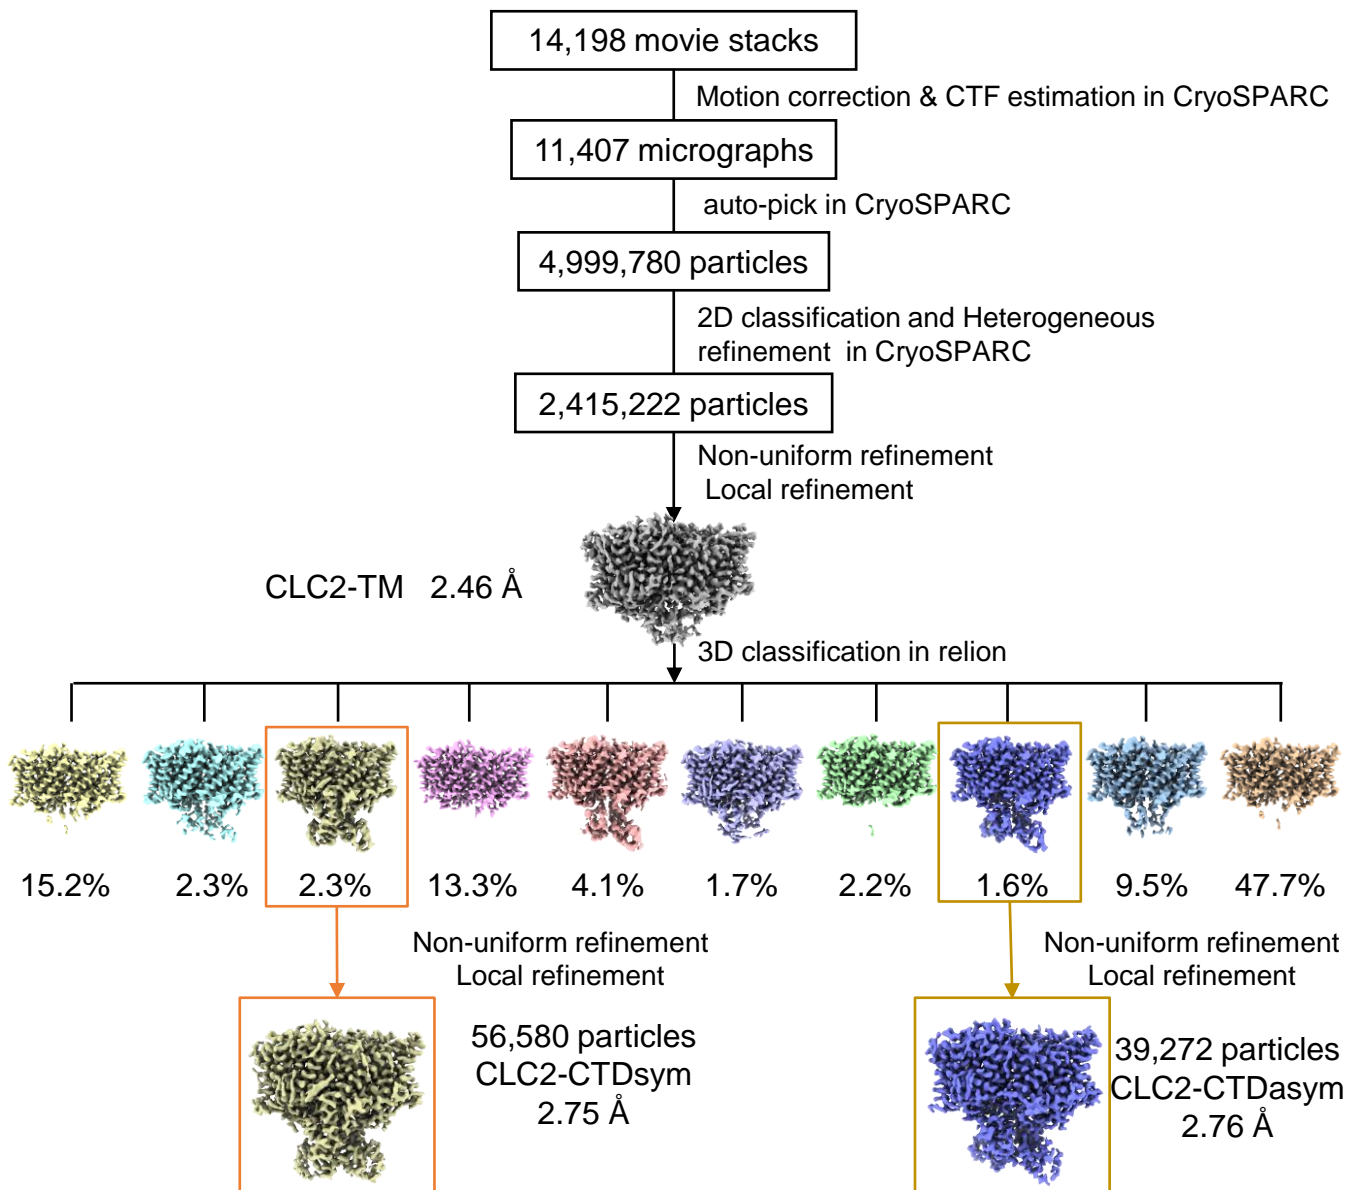 14,198 movie stacks
Motion correction & CTF estimation in CryoSPARC
11,407 micrographs
auto-pick in CryoSPARC
4,999,780 particles
2D classification and Heterogeneous
refinement in CryoSPARC
2,415,222 particles
Non-uniform refinement
Local refinement
CLC2-TM 2.46 Å
3D classification in relion
15.2%
2.3%
2.3%
13.3%
4.1%
1.7%
2.2%
1.6%
9.5%
47.7%
Non-uniform refinement
Local refinement
Non-uniform refinement
Local refinement
56,580 particles
CLC2-CTDsym
2.75 Å
39,272 particles
CLC2-CTDasym
2.76 Å